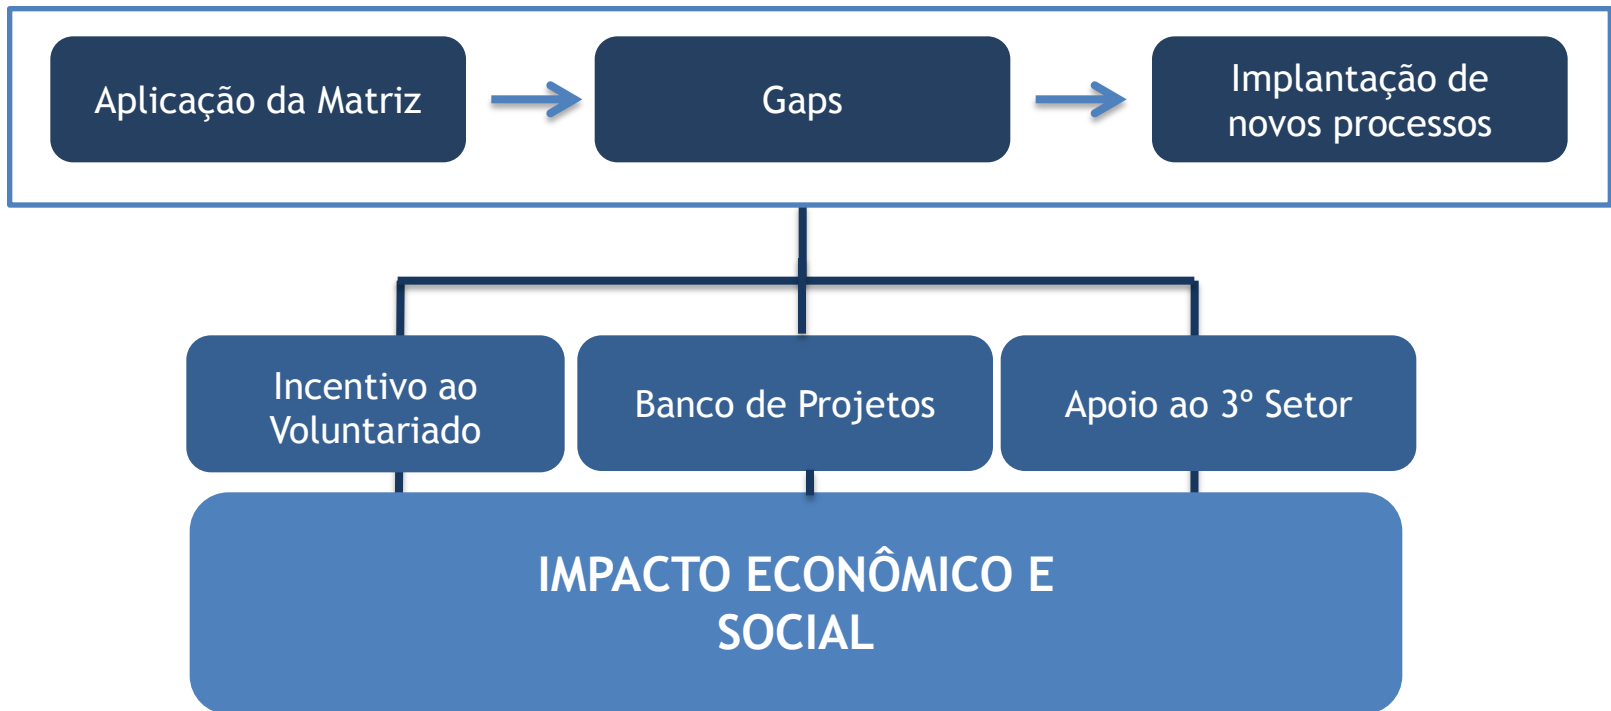 Aplicação da Matriz
Gaps
Implantação de
novos processos
Incentivo ao
Voluntariado
Banco de Projetos
Apoio ao 3º Setor
IMPACTO ECONÔMICO E
SOCIAL